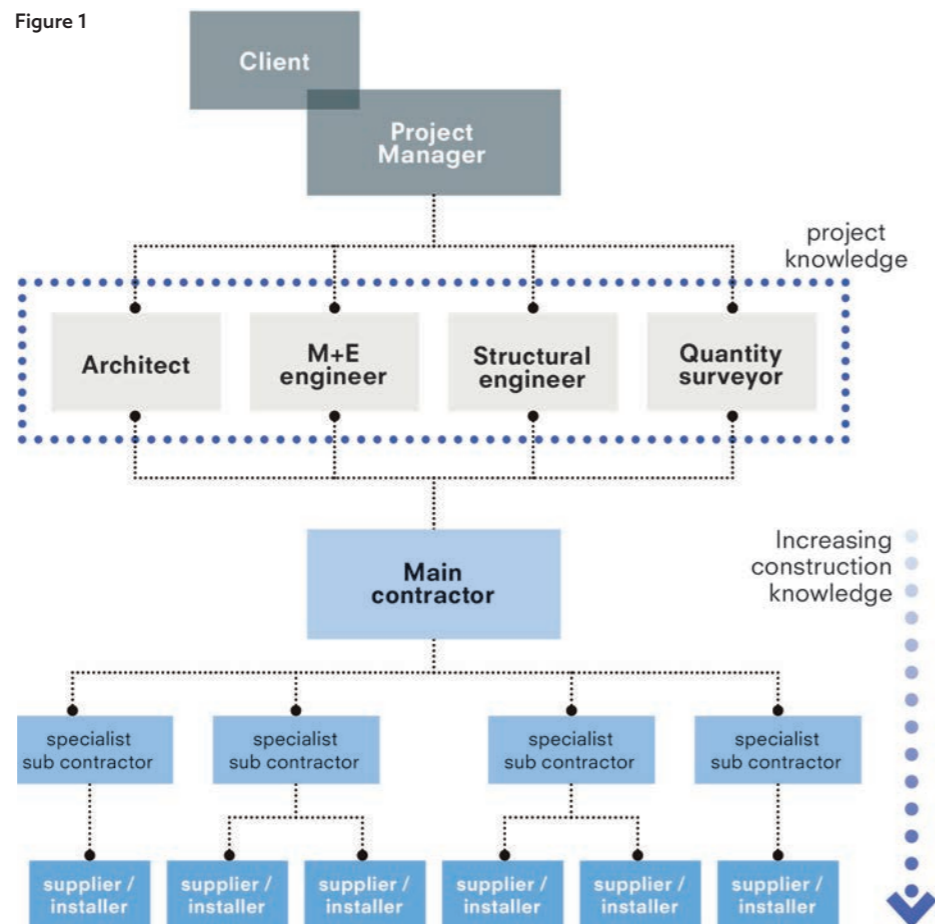 Figure 1
Client
Project
Manager
project
knowledge
Architect
M+E
engineer
Structural
engineer
Quantity
surveyor
Main
contractor
Increasing
construction
knowledge
specialist
sub contractor
specialist
sub contractor
specialist
sub contractor
specialist
sub contractor
supplier /
installer
supplier /
installer
supplier /
installer
supplier /
installer
supplier /
installer
supplier /
installer